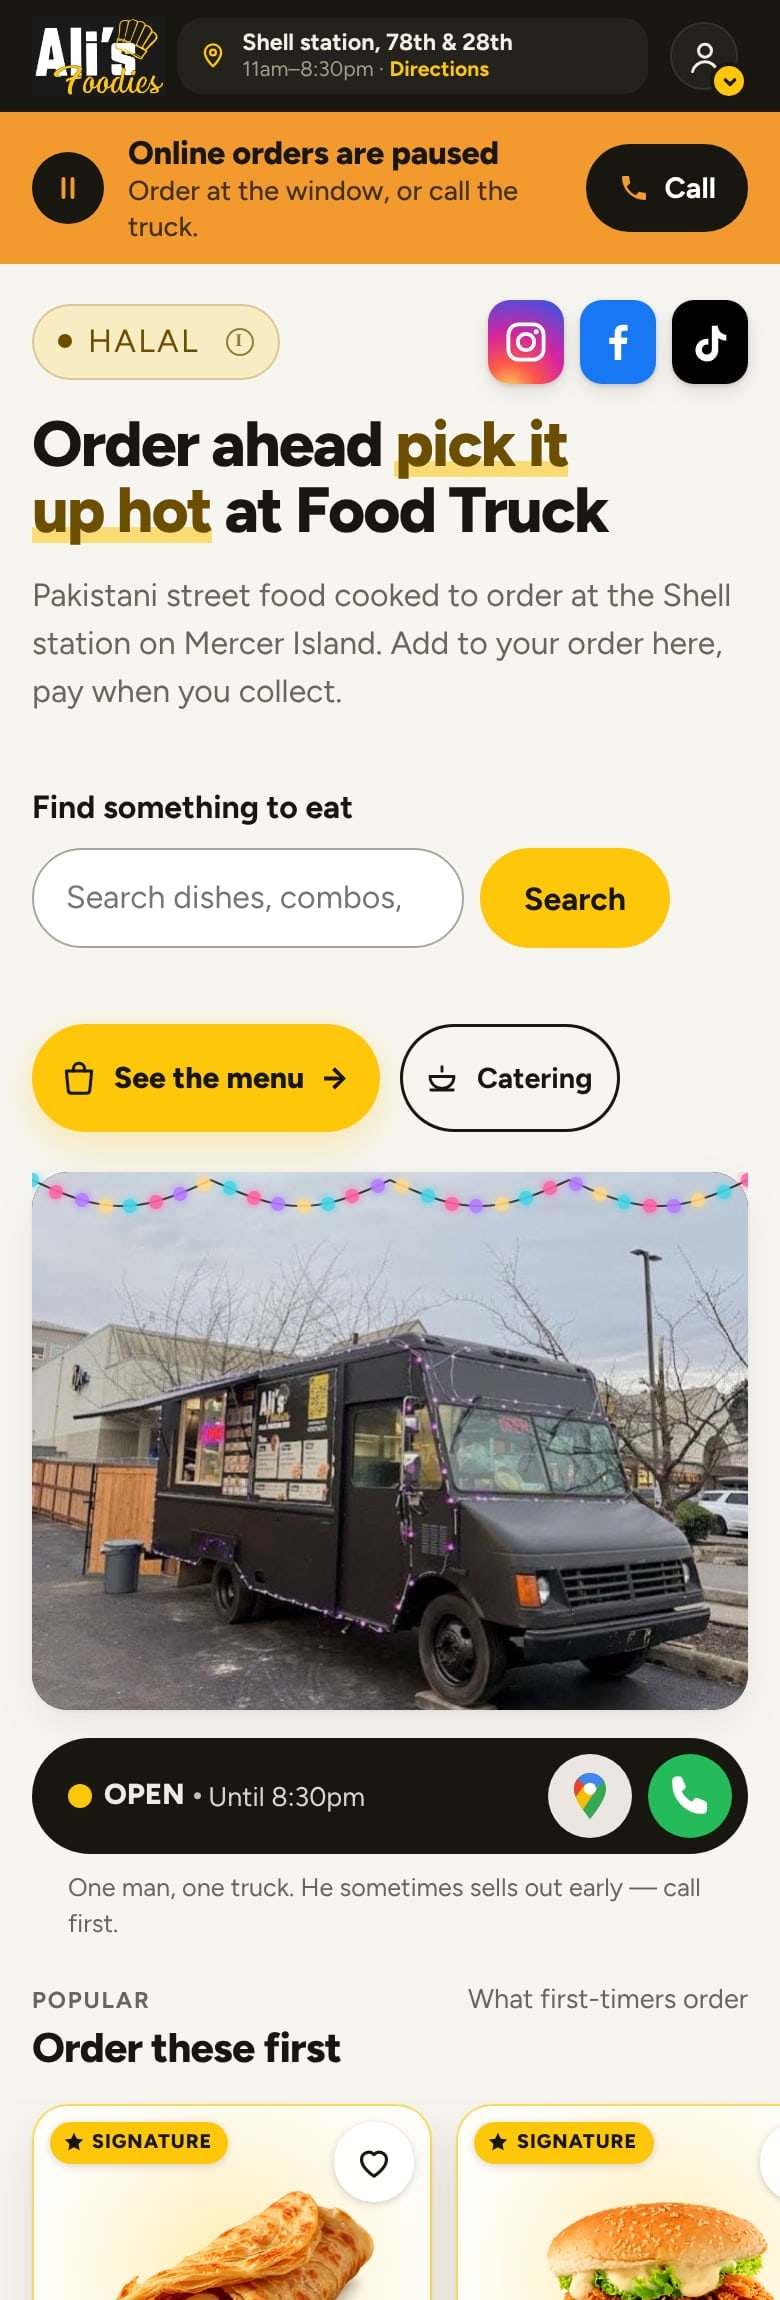 Ali's
Foodies
Shell station, 78th & 28th
11am–8:30pm · Directions
Online orders are paused
Order at the window, or call the
truck.
Call
HALAL
Order ahead pick it
up hot at Food Truck
Pakistani street food cooked to order at the Shell
station on Mercer Island. Add to your order here,
pay when you collect.
Find something to eat
Search dishes, combos,
Search
See the menu →
Catering
Ali's
OPEN • Until 8:30pm
One man, one truck. He sometimes sells out early — call
first.
POPULAR
What first-timers order
Order these first
SIGNATURE
SIGNATURE